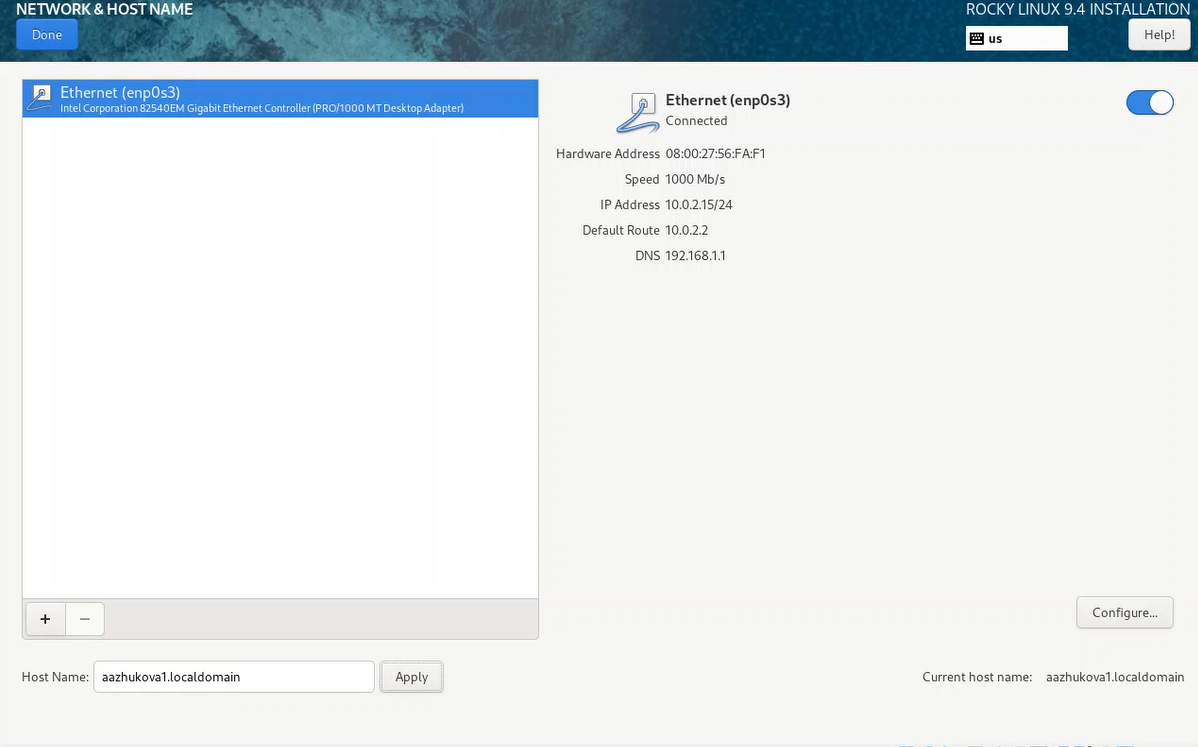 NETWORK & HOST NAME
ROCKY LINUX 9.4 INSTALLATION
Done
us
Help!
Ethernet (enp0s3)
Intel Corporation 82540EM Gigabit Ethernet Controller (PRO/1000 MT Desktop Adapter)
Ethernet (enp0s3)
Connected
Hardware Address 08:00:27:56:FA:F1
Speed 1000 Mb/s
IP Address 10.0.2.15/24
Default Route 10.0.2.2
DNS 192.168.1.1
+ −
Configure...
Host Name: aazhukova1.localdomain Apply
Current host name: aazhukova1.localdomain